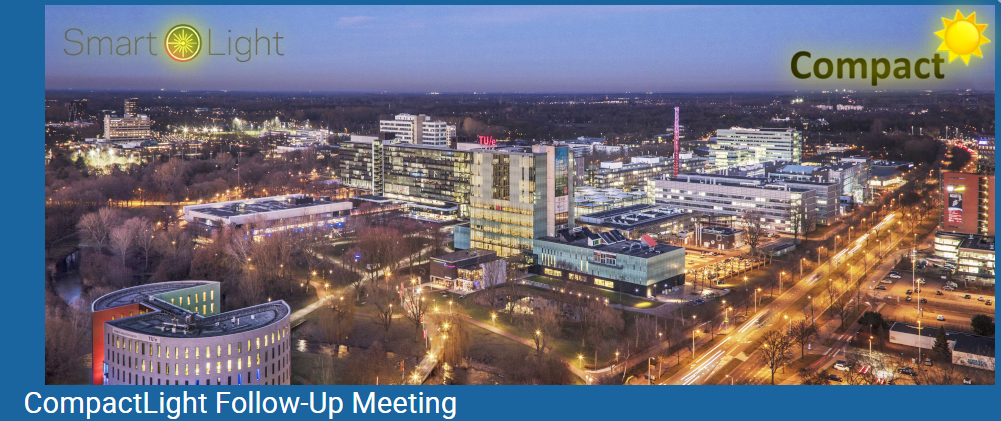 Smart Light
Compact
TU/e
CompactLight Follow-Up Meeting